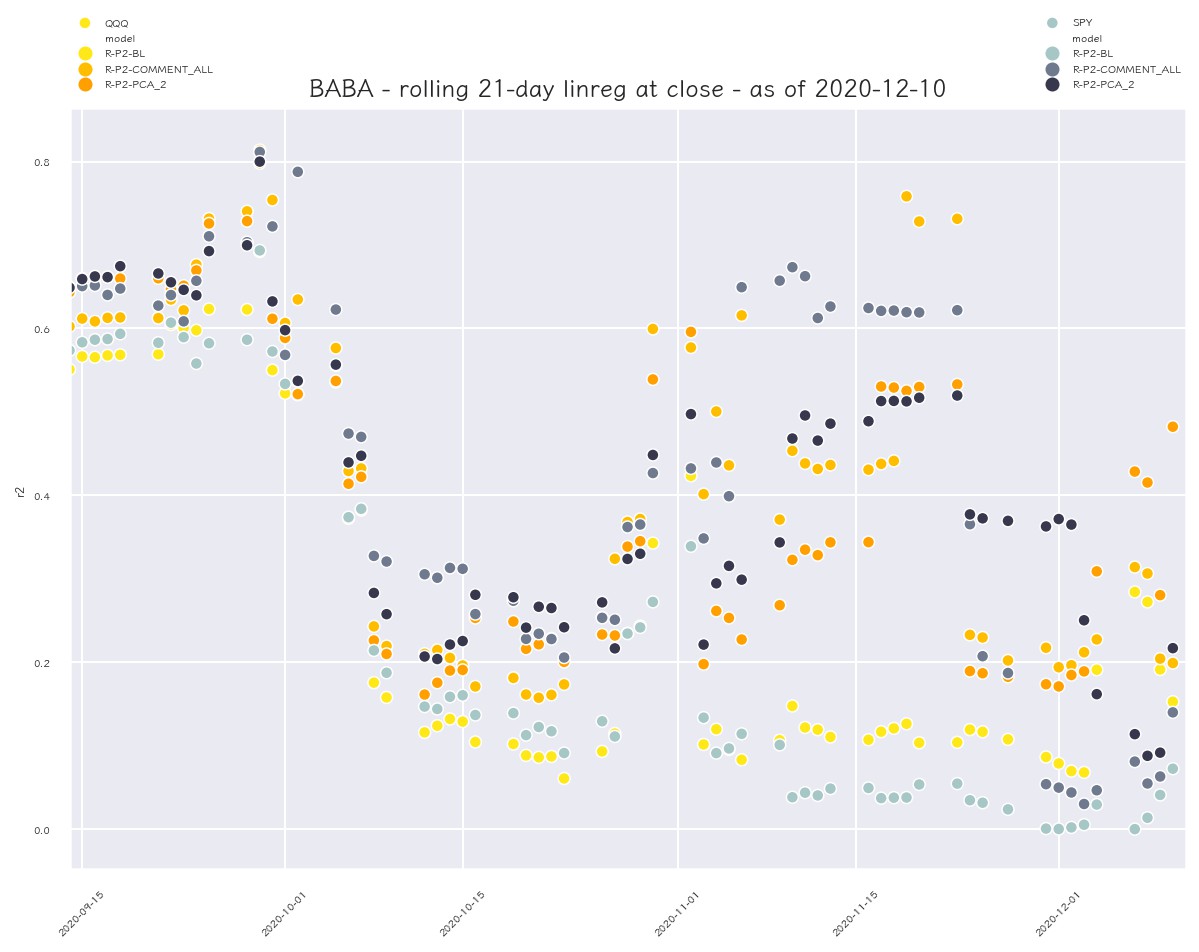 QQQ
model
R-P2-BL
R-P2-COMMENT_ALL
R-P2-PCA_2
SPY
model
R-P2-BL
R-P2-COMMENT_ALL
R-P2-PCA_2
BABA - rolling 21-day linreg at close - as of 2020-12-10
r2
0.8
0.6
0.4
0.2
0.0
2020-09-15
2020-10-01
2020-10-15
2020-11-01
2020-11-15
2020-12-01